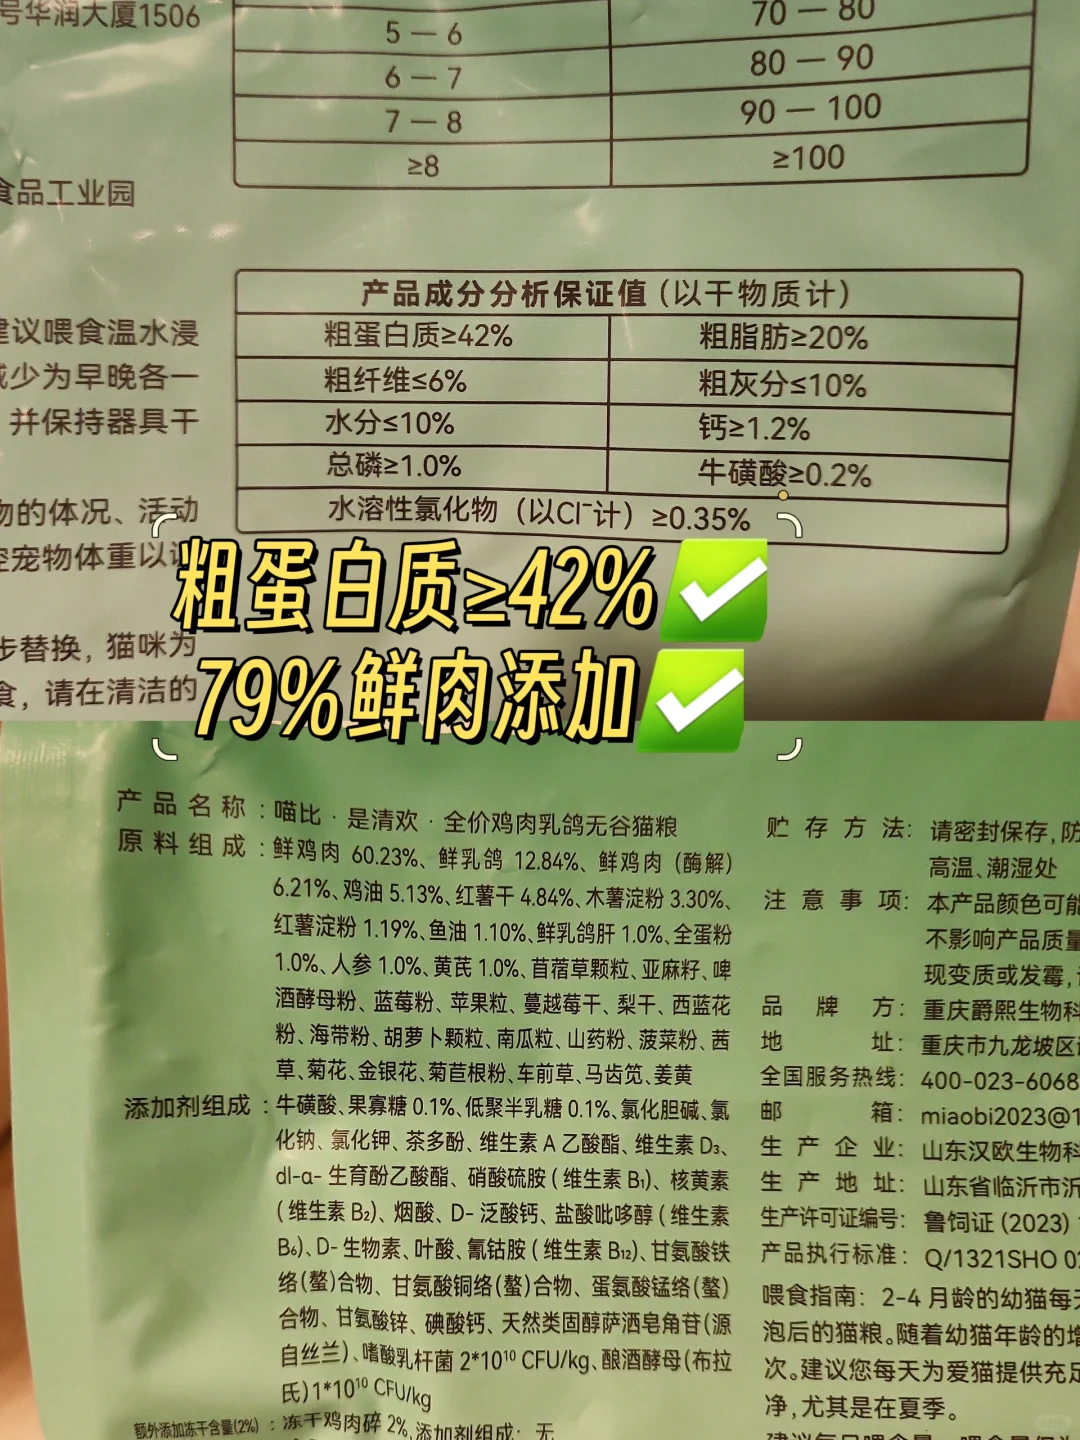 号华润大厦1506
5 — 6
70 — 80
6 — 7
80 — 90
7 — 8
90 — 100
≥8
≥100
食品工业园
产品成分分析保证值(以干物质计)
粗蛋白质≥42%
粗脂肪≥20%
粗纤维≤6%
粗灰分≤10%
水分≤10%
钙≥1.2%
总磷≥1.0%
牛磺酸≥0.2%
水溶性氯化物(以Cl⁻计)≥0.35%
建议喂食温水浸
减少为早晚各一
并保持器具干
物的体况、活动
宠物体重以
步替换,猫咪为
食,请在清洁的
粗蛋白质≥42%✅
79%鲜肉添加✅
产品名称:喵比·是清欢·全价鸡肉乳鸽无谷猫粮
原料组成:鲜鸡肉 60.23%、鲜乳鸽 12.84%、鲜鸡肉(酶解)
6.21%、鸡油 5.13%、红薯干 4.84%、木薯淀粉 3.30%、
红薯淀粉 1.19%、鱼油 1.10%、鲜乳鸽肝 1.0%、全蛋粉
1.0%、人参 1.0%、黄芪 1.0%、苜蓿草颗粒、亚麻籽、啤
酒酵母粉、蓝莓粉、苹果粒、蔓越莓干、梨干、西蓝花
粉、海带粉、胡萝卜颗粒、南瓜粒、山药粉、菠菜粉、茜
草、菊花、金银花、菊苣根粉、车前草、马齿苋、姜黄
添加剂组成:牛磺酸、果寡糖 0.1%、低聚半乳糖 0.1%、氯化胆碱、氯
化钠、氯化钾、茶多酚、维生素 A 乙酸酯、维生素 D₃、
dl-α- 生育酚乙酸酯、硝酸硫胺(维生素 B₁)、核黄素
(维生素 B₂)、烟酸、D- 泛酸钙、盐酸吡哆醇(维生素
B₆)、D- 生物素、叶酸、氰钴胺(维生素 B₁₂)、甘氨酸铁
络(螯)合物、甘氨酸铜络(螯)合物、蛋氨酸锰络(螯)
合物、甘氨酸锌、碘酸钙、天然类固醇萨洒皂角苷(源
自丝兰)、嗜酸乳杆菌 2*10¹⁰ CFU/kg、酿酒酵母(布拉
氏)1*10¹⁰ CFU/kg
额外添加冻干含量(2%):冻干鸡肉碎 2%,添加剂组成:无
贮存方法:请密封保存,防
高温、潮湿处
注意事项:本产品颜色可能
不影响产品质量
现变质或发霉,
品牌方:重庆爵熙生物科
地址:重庆市九龙坡区
全国服务热线:400-023-6068
邮箱:miaobi2023@1
生产企业:山东汉欧生物科
生产地址:山东省临沂市沂
生产许可证编号:鲁饲证(2023)
产品执行标准:Q/1321SHO 0
喂食指南:2-4 月龄的幼猫每天
泡后的猫粮。随着幼猫年龄的增
次。建议您每天为爱猫提供充足
净,尤其是在夏季。